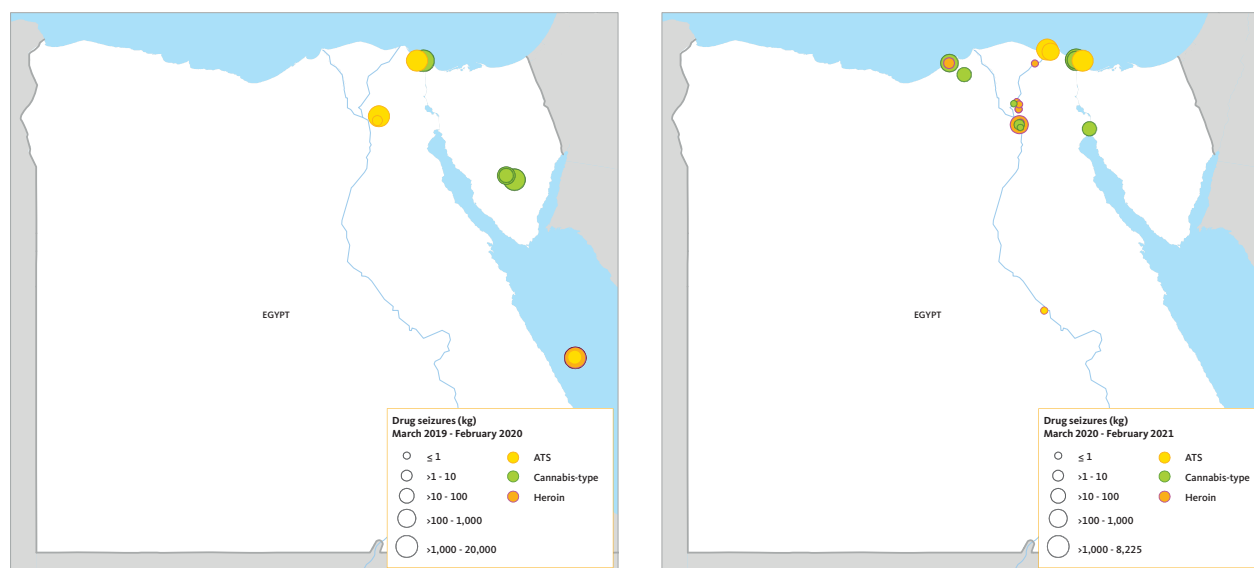 EGYPT
Drug seizures (kg)
March 2019 - February 2020
≤ 1
>1 - 10
>10 - 100
>100 - 1,000
>1,000 - 20,000
ATS
Cannabis-type
Heroin
EGYPT
Drug seizures (kg)
March 2020 - February 2021
≤ 1
>1 - 10
>10 - 100
>100 - 1,000
>1,000 - 8,225
ATS
Cannabis-type
Heroin